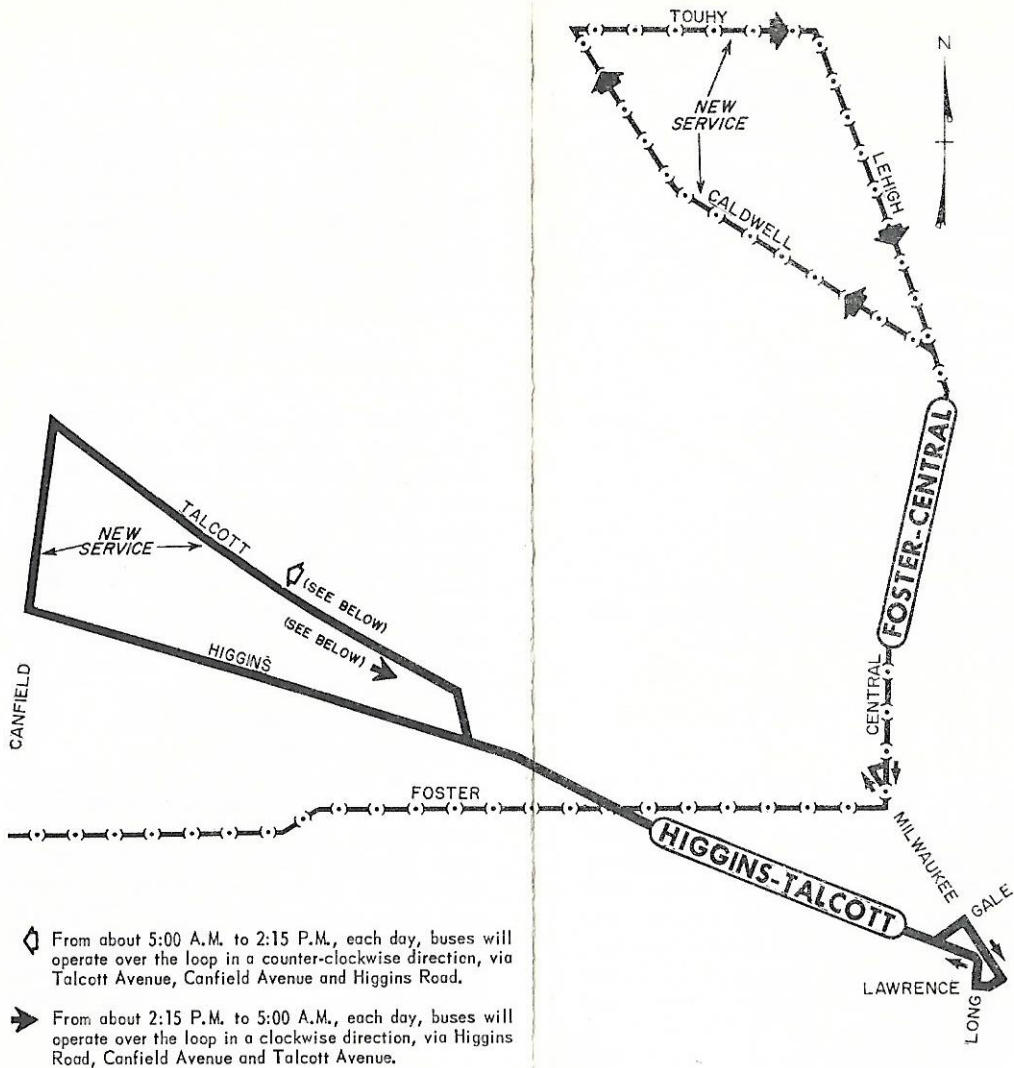 TOUHY
N
NEW
SERVICE
LEHIGH
CALDWELL
FOSTER-CENTRAL
TALCOTT
NEW
SERVICE
(SEE BELOW)
(SEE BELOW)
HIGGINS
CANFIELD
CENTRAL
FOSTER
HIGGINS-TALCOTT
MILWAUKEE
GALE
LAWRENCE
LONG
From about 5:00 A.M. to 2:15 P.M., each day, buses will
operate over the loop in a counter-clockwise direction, via
Talcott Avenue, Canfield Avenue and Higgins Road.
From about 2:15 P.M. to 5:00 A.M., each day, buses will
operate over the loop in a clockwise direction, via Higgins
Road, Canfield Avenue and Talcott Avenue.